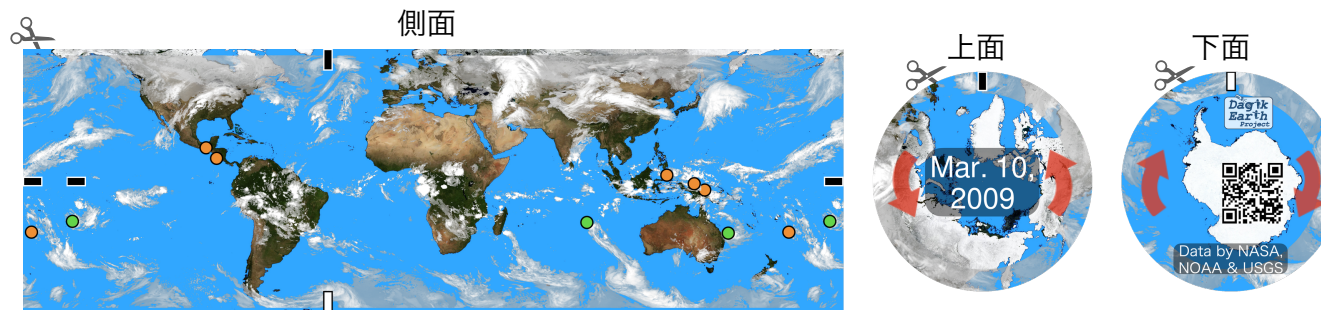 側面
上面
下面
Mar. 10,
2009
Dagik
Earth
Project
Data by NASA,
NOAA & USGS